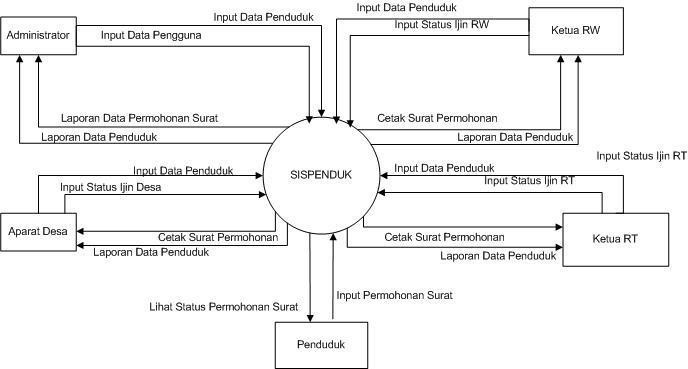 Input Data Penduduk
Input Data Penduduk
Administrator
Input Data Pengguna
Input Status Ijin RW
Ketua RW
Laporan Data Permohonan Surat
Cetak Surat Permohonan
Laporan Data Penduduk
Laporan Data Penduduk
Input Status Ijin RT
Input Data Penduduk
SISPENDUK
Input Data Penduduk
Input Status Ijin Desa
Input Status Ijin RT
Aparat Desa
Cetak Surat Permohonan
Cetak Surat Permohonan
Ketua RT
Laporan Data Penduduk
Laporan Data Penduduk
Lihat Status Permohonan Surat
Input Permohonan Surat
Penduduk